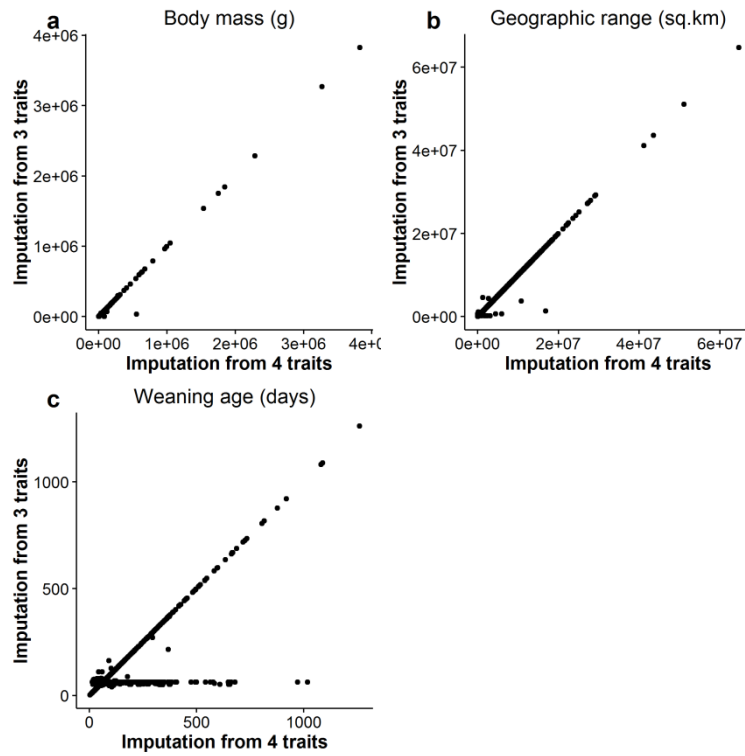 a Body mass (g)
Imputation from 3 traits
4e+06
3e+06
2e+06
1e+06
0e+00
0e+00 1e+06 2e+06 3e+06 4e+0
Imputation from 4 traits
b Geographic range (sq.km)
Imputation from 3 traits
6e+07
4e+07
2e+07
0e+00
0e+00 2e+07 4e+07 6e+07
Imputation from 4 traits
c Weaning age (days)
Imputation from 3 traits
1000
500
0
0 500 1000
Imputation from 4 traits